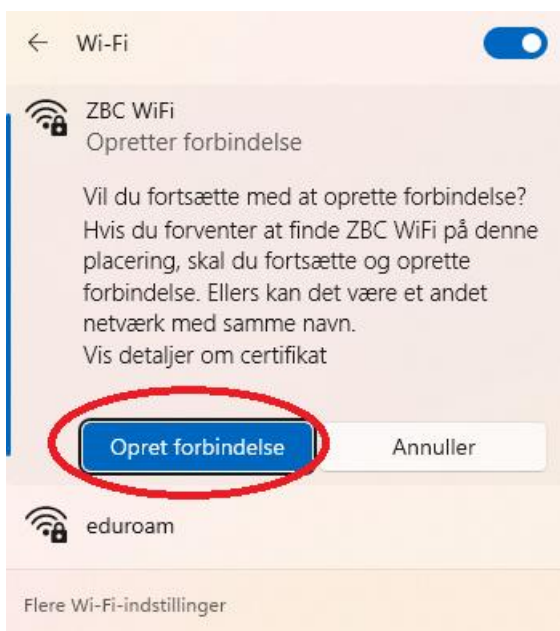 Wi-Fi
ZBC WiFi
Opretter forbindelse
Vil du fortsætte med at oprette forbindelse?
Hvis du forventer at finde ZBC WiFi på denne
placering, skal du fortsætte og oprette
forbindelse. Ellers kan det være et andet
netværk med samme navn.
Vis detaljer om certifikat
Opret forbindelse
Annuller
eduroam
Flere Wi-Fi-indstillinger